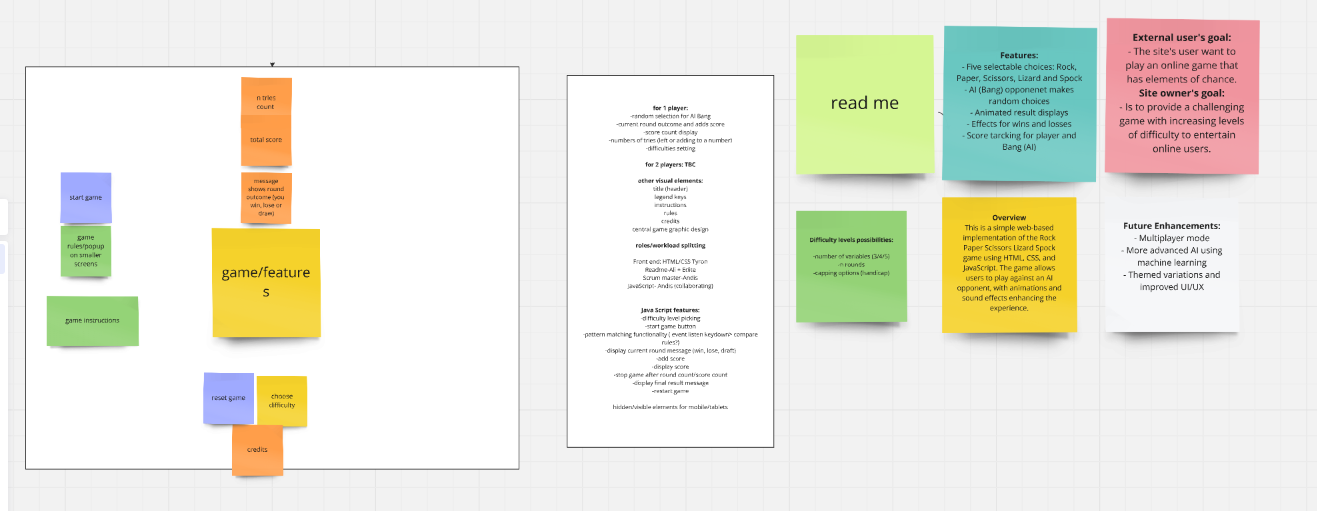 n tries
count
total score
message
shows round
outcome (you
win, lose or
draw)
start game
game
rules/popup
on smaller
screens
game instructions
game/feature
s
reset game
choose
difficulty
credits
for 1 player:
-random selection for AI Bang
-current round outcome and adds score
-score count display
-numbers of tries (left or adding to a number)
-difficulties setting
for 2 players: TBC
other visual elements:
title (header)
legend keys
instructions
rules
credits
central game graphic design
roles/workload splitting
Front end: HTML/CSS Tyron
Readme-Ali + Erike
Scrum master-Andis
JavaScript- Andis (collaborating)
Java Script features:
-difficulty level picking
-start game button
-pattern matching functionality ( event listen keydown> compare
rules?)
-display current round message (win, lose, draft)
-add score
-display score
-stop game after round count/score count
-display final result message
-restart game
hidden/visible elements for mobile/tablets
read me
Features:
- Five selectable choices: Rock,
Paper, Scissors, Lizard and Spock
- AI (Bang) opponenet makes
random choices
- Animated result displays
- Effects for wins and losses
- Score tarcking for player and
Bang (AI)
External user's goal:
- The site's user want to
play an online game that
has elements of chance.
Site owner's goal:
- Is to provide a challenging
game with increasing levels
of difficulty to entertain
online users.
Difficulty levels possibilities:
-number of variables (3/4/5)
-n rounds
-capping options (handicap)
Overview
This is a simple web-based
implementation of the Rock
Paper Scissors Lizard Spock
game using HTML, CSS, and
JavaScript. The game allows
users to play against an AI
opponent, with animations and
sound effects enhancing the
experience.
Future Enhancements:
- Multiplayer mode
- More advanced AI using
machine learning
- Themed variations and
improved UI/UX